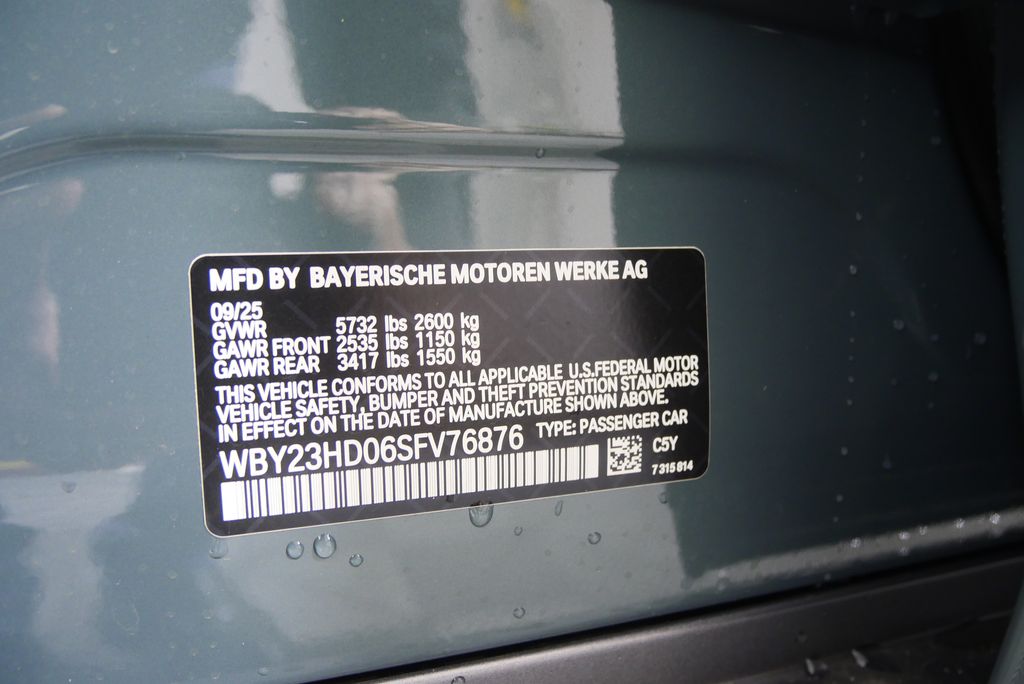 MFD BY BAYERISCHE MOTOREN WERKE AG
09/25
GVWR 5732 lbs 2600 kg
GAWR FRONT 2535 lbs 1150 kg
GAWR REAR 3417 lbs 1550 kg
THIS VEHICLE CONFORMS TO ALL APPLICABLE U.S.FEDERAL MOTOR
VEHICLE SAFETY, BUMPER AND THEFT PREVENTION STANDARDS
IN EFFECT ON THE DATE OF MANUFACTURE SHOWN ABOVE.
WBY23HD06SFV76876 TYPE: PASSENGER CAR
C5Y
7 315 814